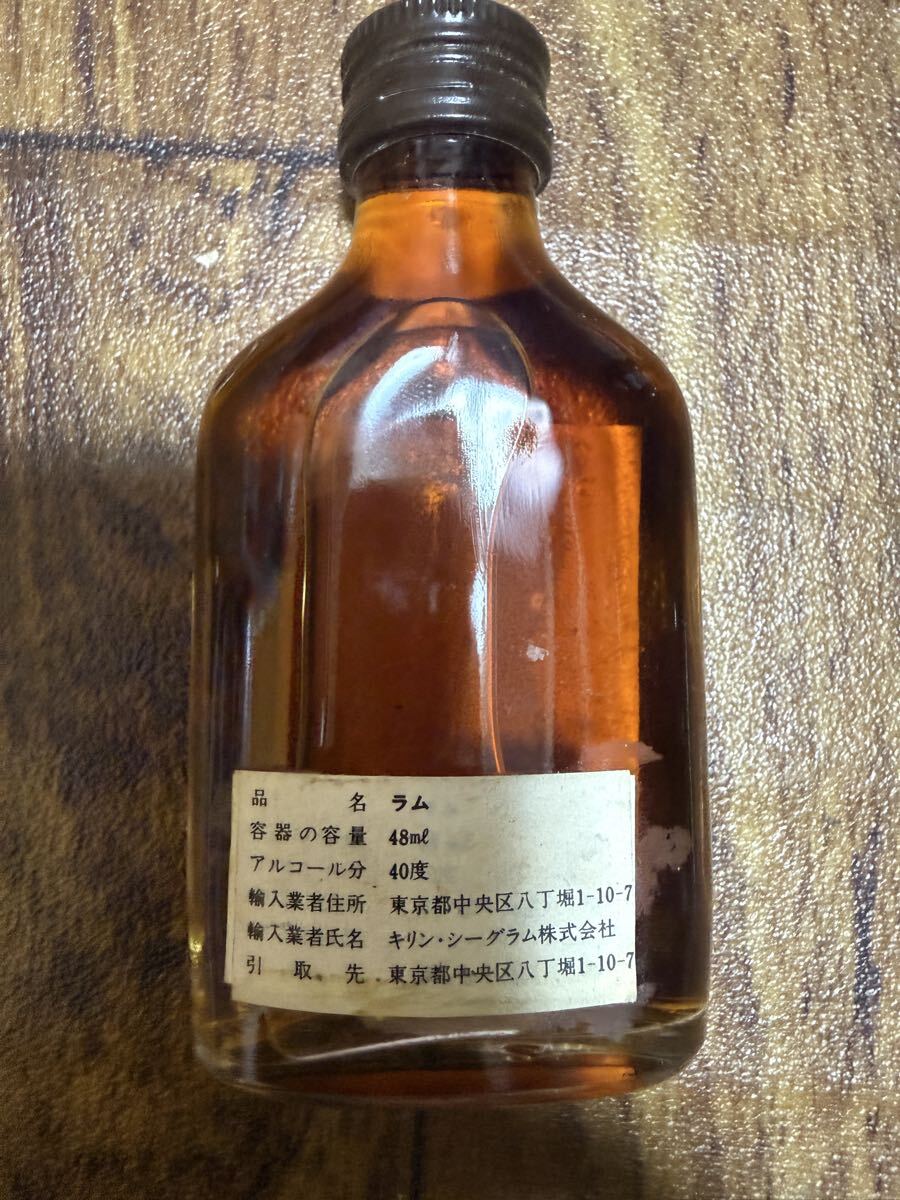 品名 ラム
容器の容量 48mℓ
アルコール分 40度
輸入業者住所 東京都中央区八丁堀1-10-7
輸入業者氏名 キリン・シーグラム株式会社
引取先 東京都中央区八丁堀1-10-7